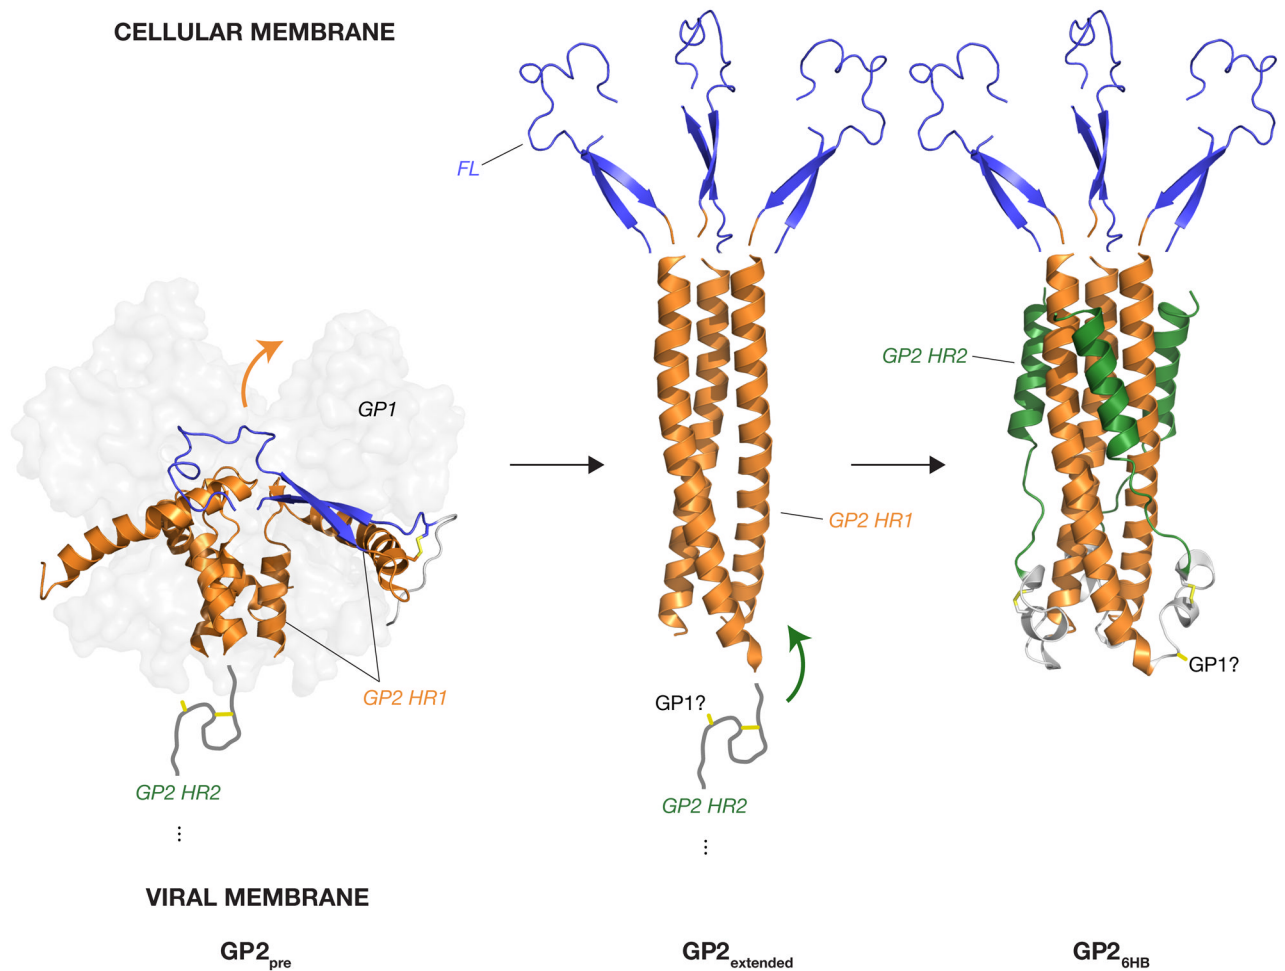 CELLULAR MEMBRANE
FL
GP1
GP2 HR2
GP2 HR1
GP2 HR1
GP1?
GP1?
GP2 HR2
GP2 HR2
⋮
⋮
VIRAL MEMBRANE
GP2pre
GP2extended
GP26HB